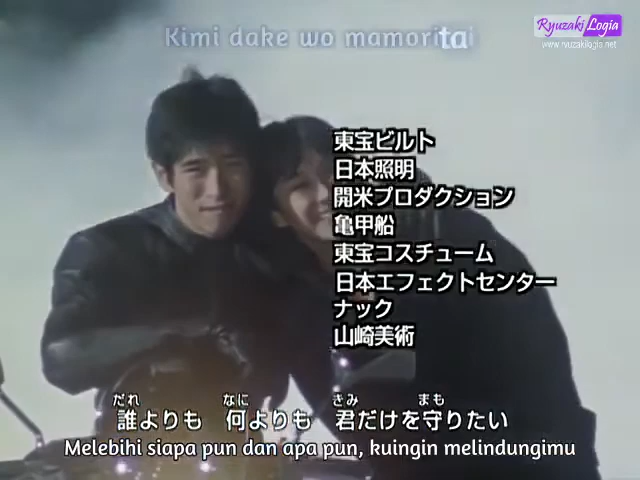 Kimi dake wo mamoritai
Ryuzaki Logia
www.ryuzakilogia.net
東宝ビルト
日本照明
開米プロダクション
亀甲船
東宝コスチューム
日本エフェクトセンター
ナック
山崎美術
だれ なに きみ まも
誰よりも 何よりも 君だけを守りたい
Melebihi siapa pun dan apa pun, kuingin melindungimu